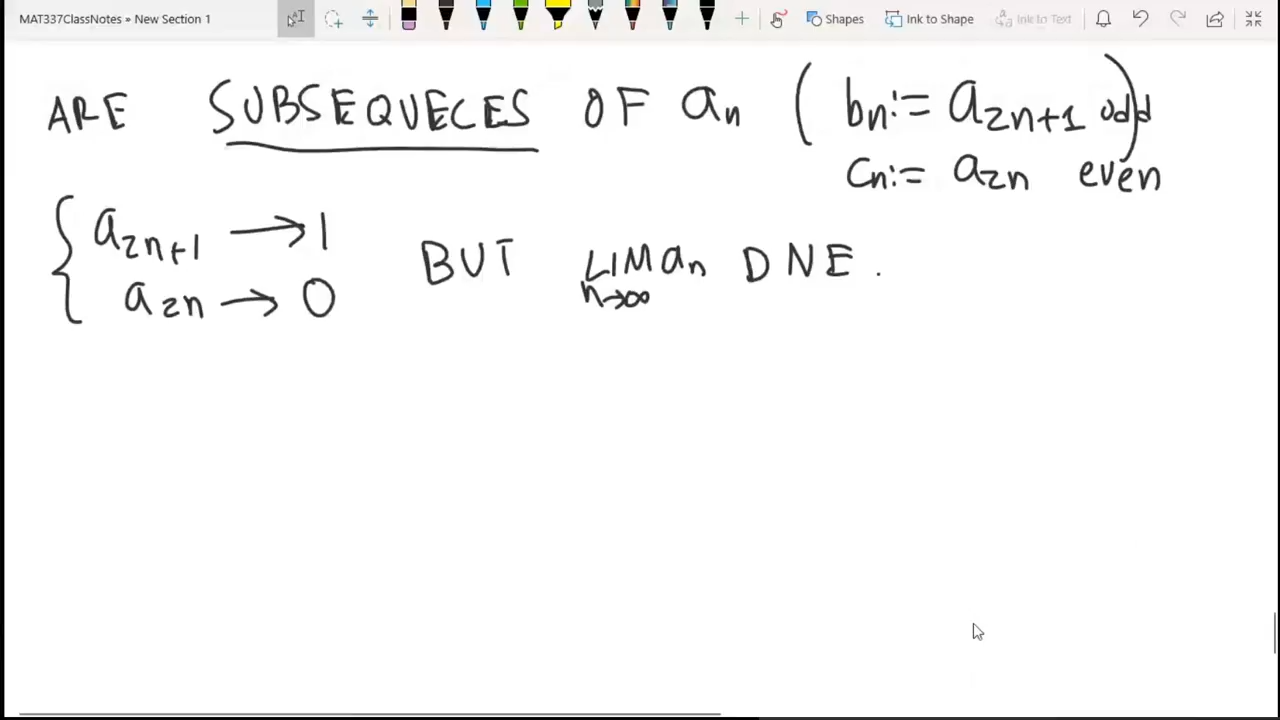 MAT337ClassNotes » New Section 1
Shapes Ink to Shape Ink to Text
ARE SUBSEQUECES OF an ( bn := a2n+1 odd )
cn := a2n even
{ a2n+1 → 1
a2n → 0
BUT LIM an DNE .
n→∞